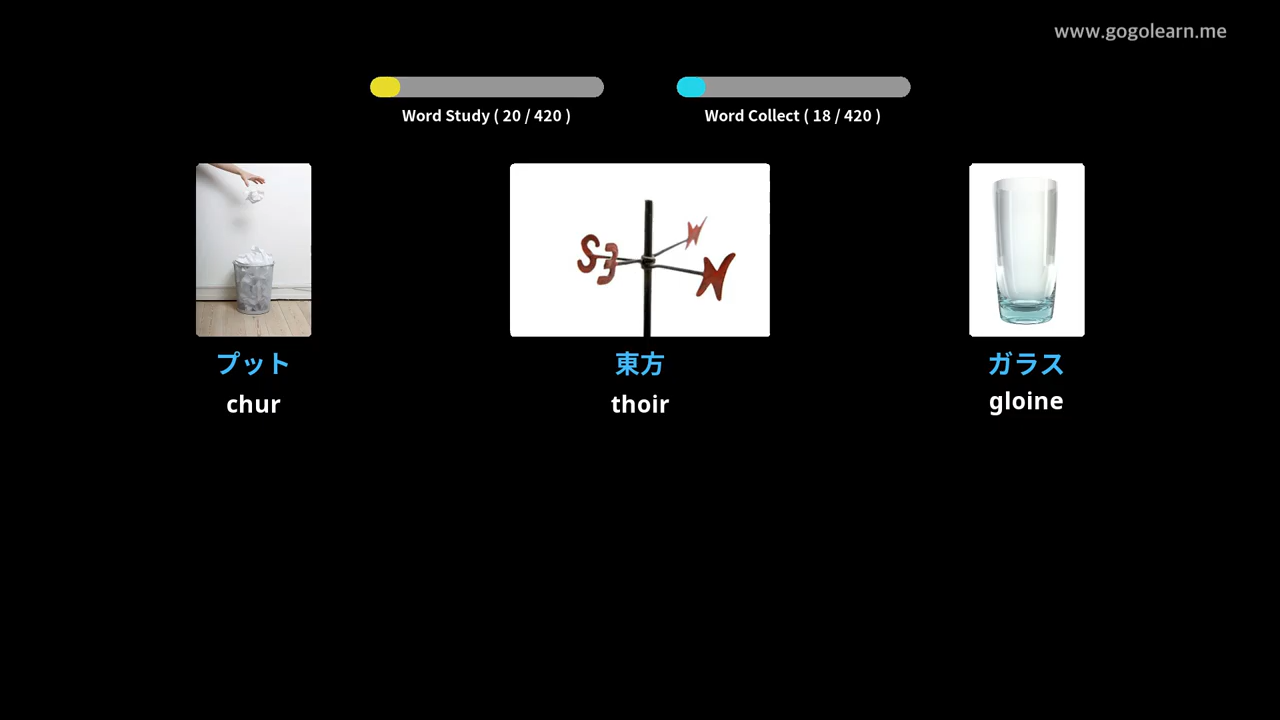 www.gogolearn.me
Word Study ( 20 / 420 )
Word Collect ( 18 / 420 )
S E N W
プット
東方
ガラス
chur
thoir
gloine